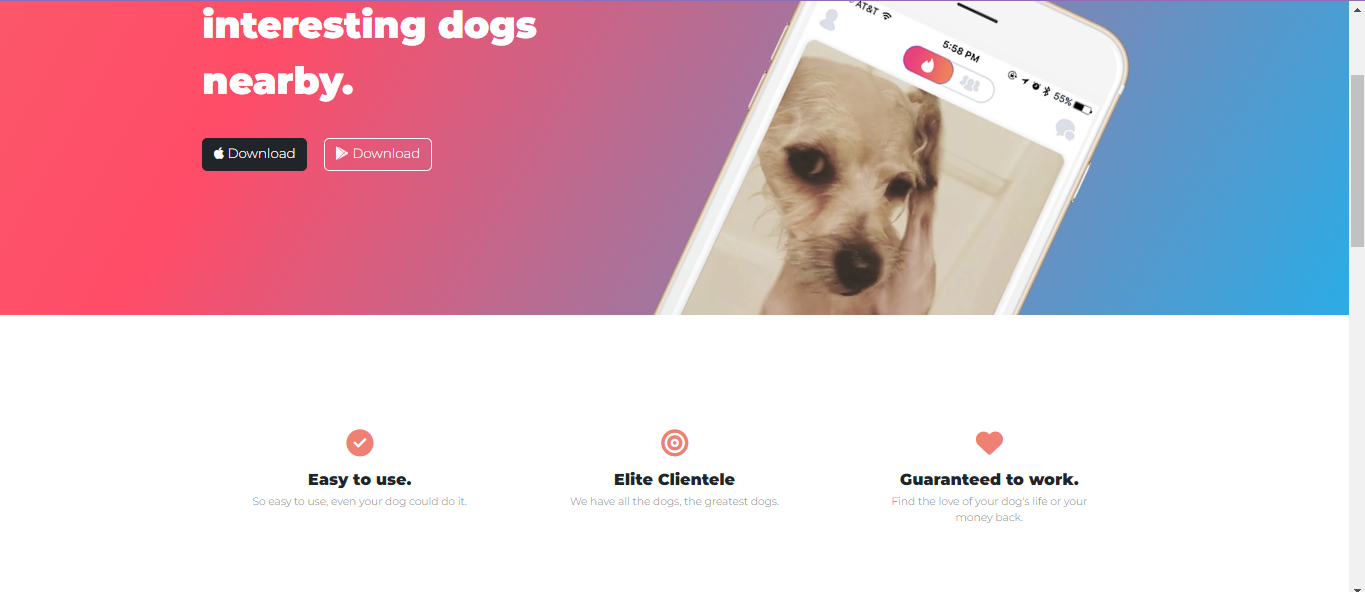 interesting dogs
nearby.
Download
Download
AT&T
5:58 PM
55%
Easy to use.
So easy to use, even your dog could do it.
Elite Clientele
We have all the dogs, the greatest dogs.
Guaranteed to work.
Find the love of your dog's life or your
money back.